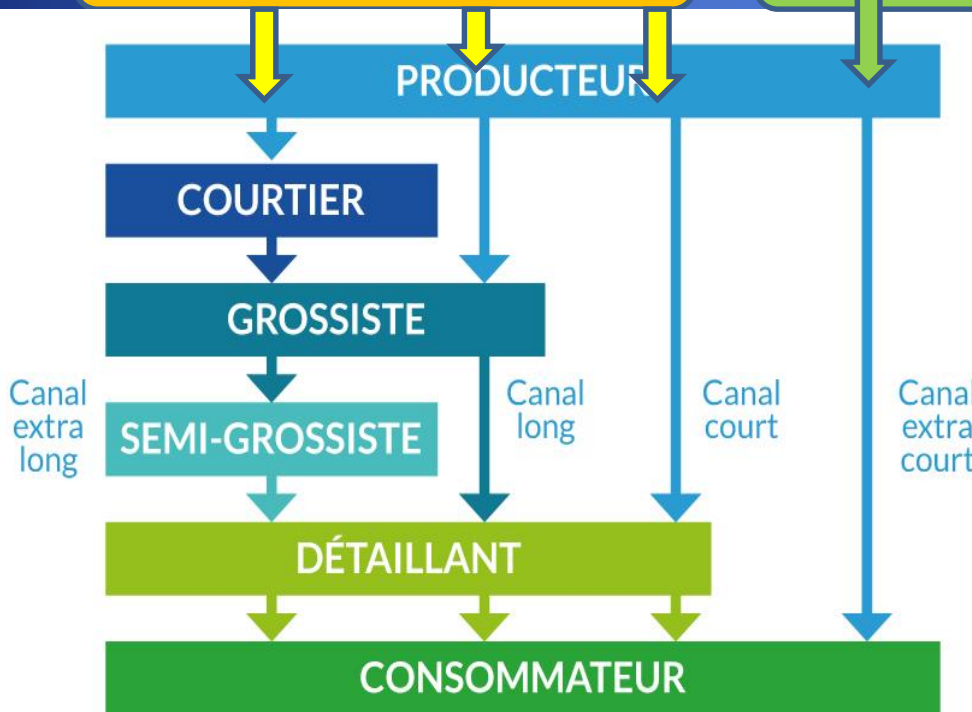 PRODUCTEUR
COURTIER
GROSSISTE
Canal
extra
long
SEMI-GROSSISTE
Canal
long
Canal
court
Canal
extra
court
DÉTAILLANT
CONSOMMATEUR